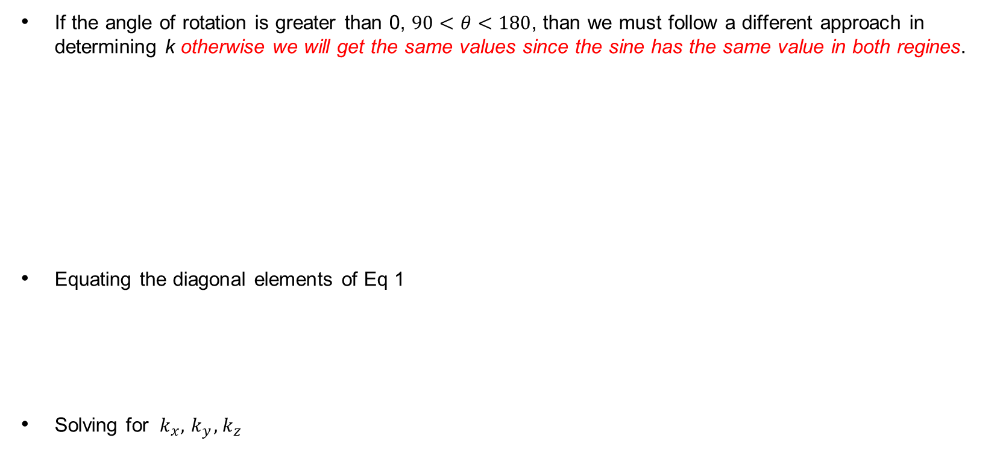 • If the angle of rotation is greater than 0, 90 < θ < 180, than we must follow a different approach in
determining k otherwise we will get the same values since the sine has the same value in both regines.
• Equating the diagonal elements of Eq 1
• Solving for kₓ, k_y, k_z